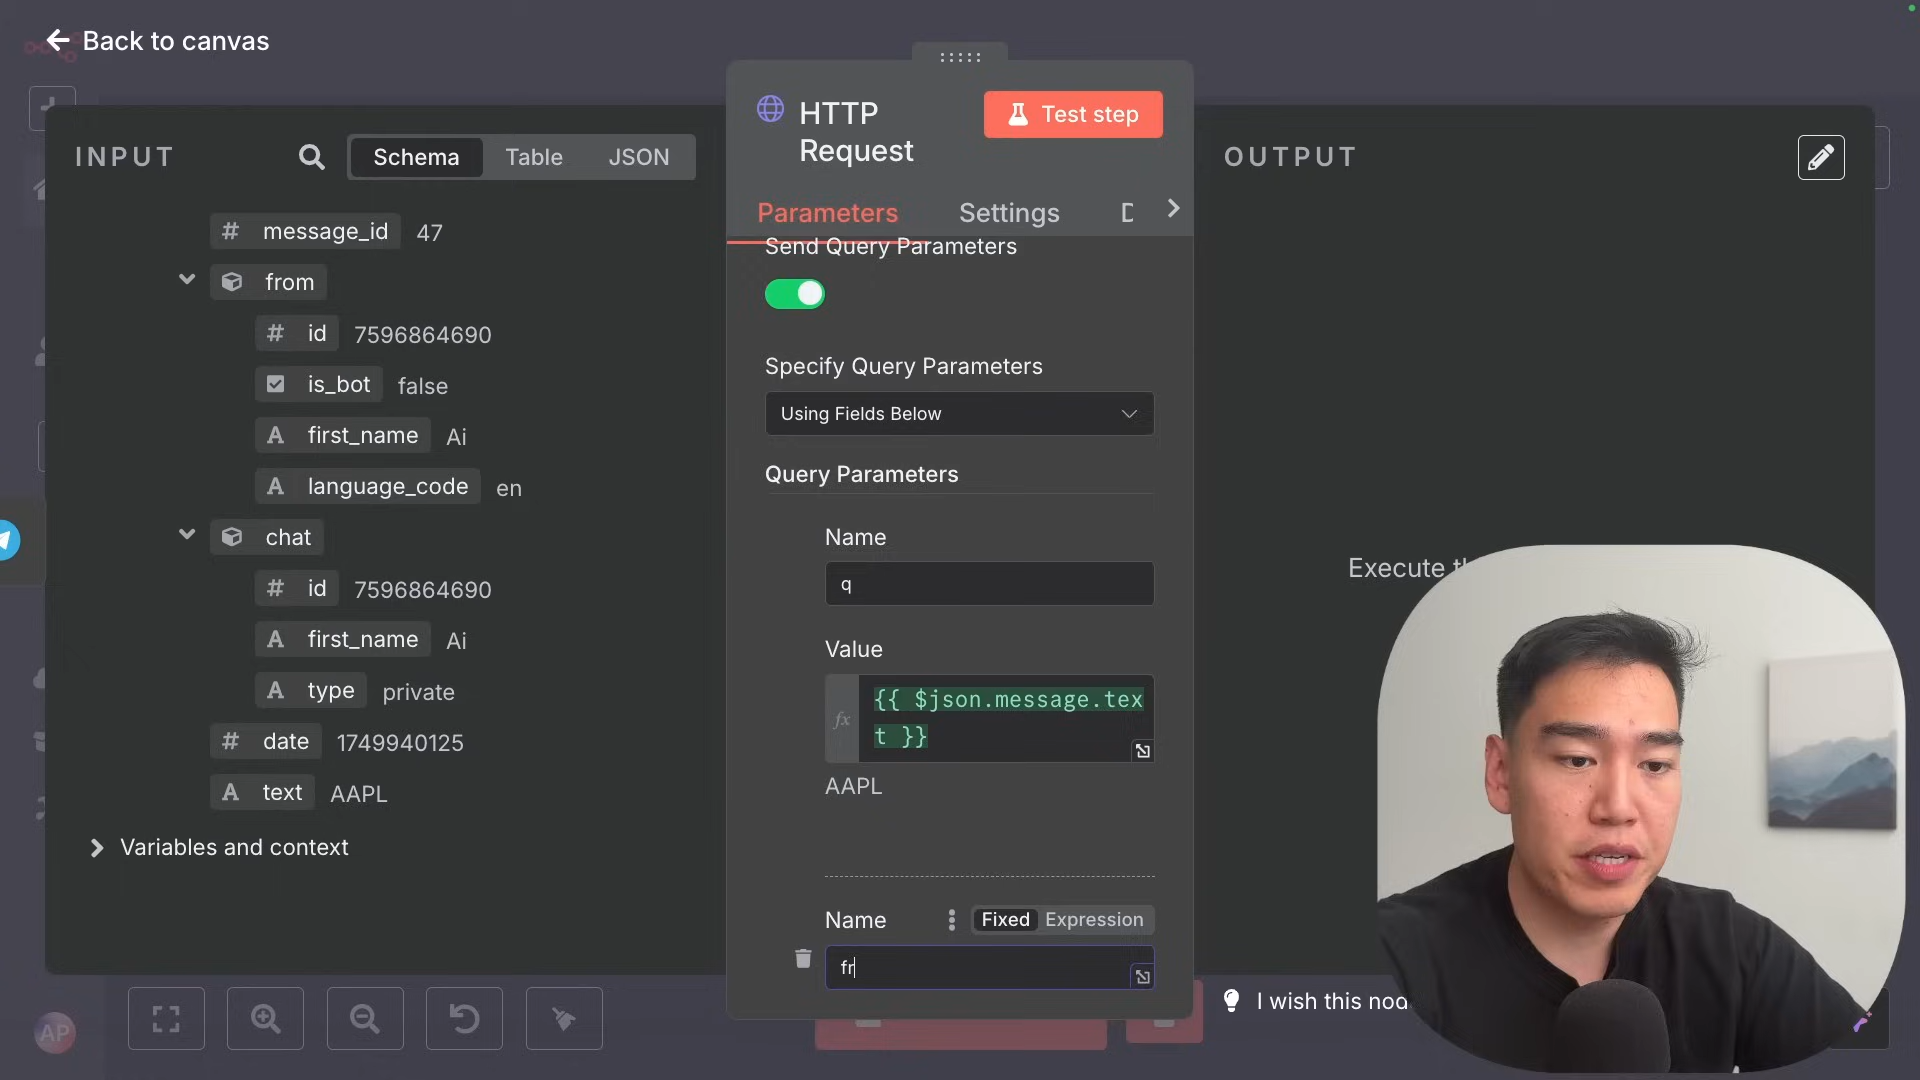 Back to canvas
INPUT
Schema
Table
JSON
message_id 47
from
id 7596864690
is_bot false
A first_name Ai
A language_code en
chat
id 7596864690
A first_name Ai
A type private
date 1749940125
A text AAPL
Variables and context
AP
HTTP
Request
Test step
Parameters
Settings
Send Query Parameters
Specify Query Parameters
Using Fields Below
Query Parameters
Name
q
Value
fx
{{ $json.message.tex
t }}
AAPL
Name
Fixed
Expression
fr
OUTPUT
Execute
I wish this